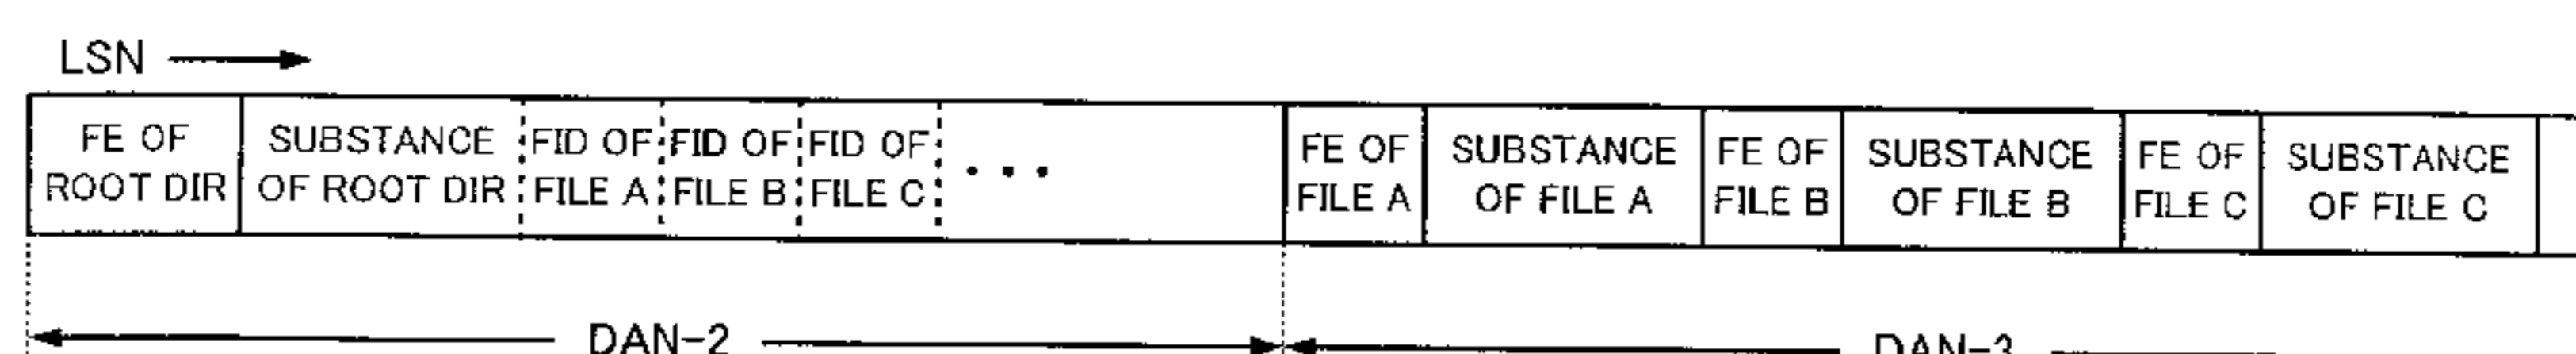 LSN
FE OF
ROOT DIR
SUBSTANCE
OF ROOT DIR
FID OF
FILE A
FID OF
FILE B
FID OF
FILE C
...
FE OF
FILE A
SUBSTANCE
OF FILE A
FE OF
FILE B
SUBSTANCE
OF FILE B
FE OF
FILE C
SUBSTANCE
OF FILE C
DAN-2
DAN-3